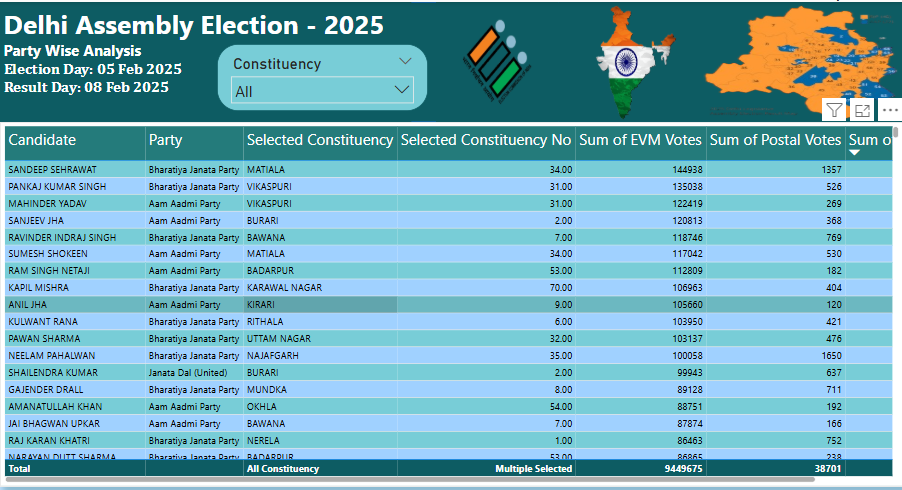 Delhi Assembly Election - 2025
Party Wise Analysis
Election Day: 05 Feb 2025
Result Day: 08 Feb 2025
Constituency
All
Candidate Party Selected Constituency Selected Constituency No Sum of EVM Votes Sum of Postal Votes Sum o
SANDEEP SEHRAWAT Bharatiya Janata Party MATIALA 34.00 144938 1357
PANKAJ KUMAR SINGH Bharatiya Janata Party VIKASPURI 31.00 135038 526
MAHINDER YADAV Aam Aadmi Party VIKASPURI 31.00 122419 269
SANJEEV JHA Aam Aadmi Party BURARI 2.00 120813 368
RAVINDER INDRAJ SINGH Bharatiya Janata Party BAWANA 7.00 118746 769
SUMESH SHOKEEN Aam Aadmi Party MATIALA 34.00 117042 530
RAM SINGH NETAJI Aam Aadmi Party BADARPUR 53.00 112809 182
KAPIL MISHRA Bharatiya Janata Party KARAWAL NAGAR 70.00 106963 404
ANIL JHA Aam Aadmi Party KIRARI 9.00 105660 120
KULWANT RANA Bharatiya Janata Party RITHALA 6.00 103950 421
PAWAN SHARMA Bharatiya Janata Party UTTAM NAGAR 32.00 103137 476
NEELAM PAHALWAN Bharatiya Janata Party NAJAFGARH 35.00 100058 1650
SHAILENDRA KUMAR Janata Dal (United) BURARI 2.00 99943 637
GAJENDER DRALL Bharatiya Janata Party MUNDKA 8.00 89128 711
AMANATULLAH KHAN Aam Aadmi Party OKHLA 54.00 88751 192
JAI BHAGWAN UPKAR Aam Aadmi Party BAWANA 7.00 87874 166
RAJ KARAN KHATRI Bharatiya Janata Party NERELA 1.00 86463 752
NARAYAN DUTT SHARMA Bharatiya Janata Party BADARPUR 53.00 86865 238
Total All Constituency Multiple Selected 9449675 38701